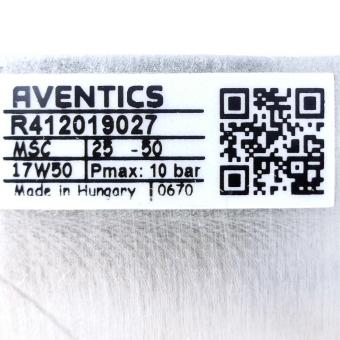 AVENTICS
R412019027
MSC 25 -50
17W50 Pmax: 10 bar
Made in Hungary 0670